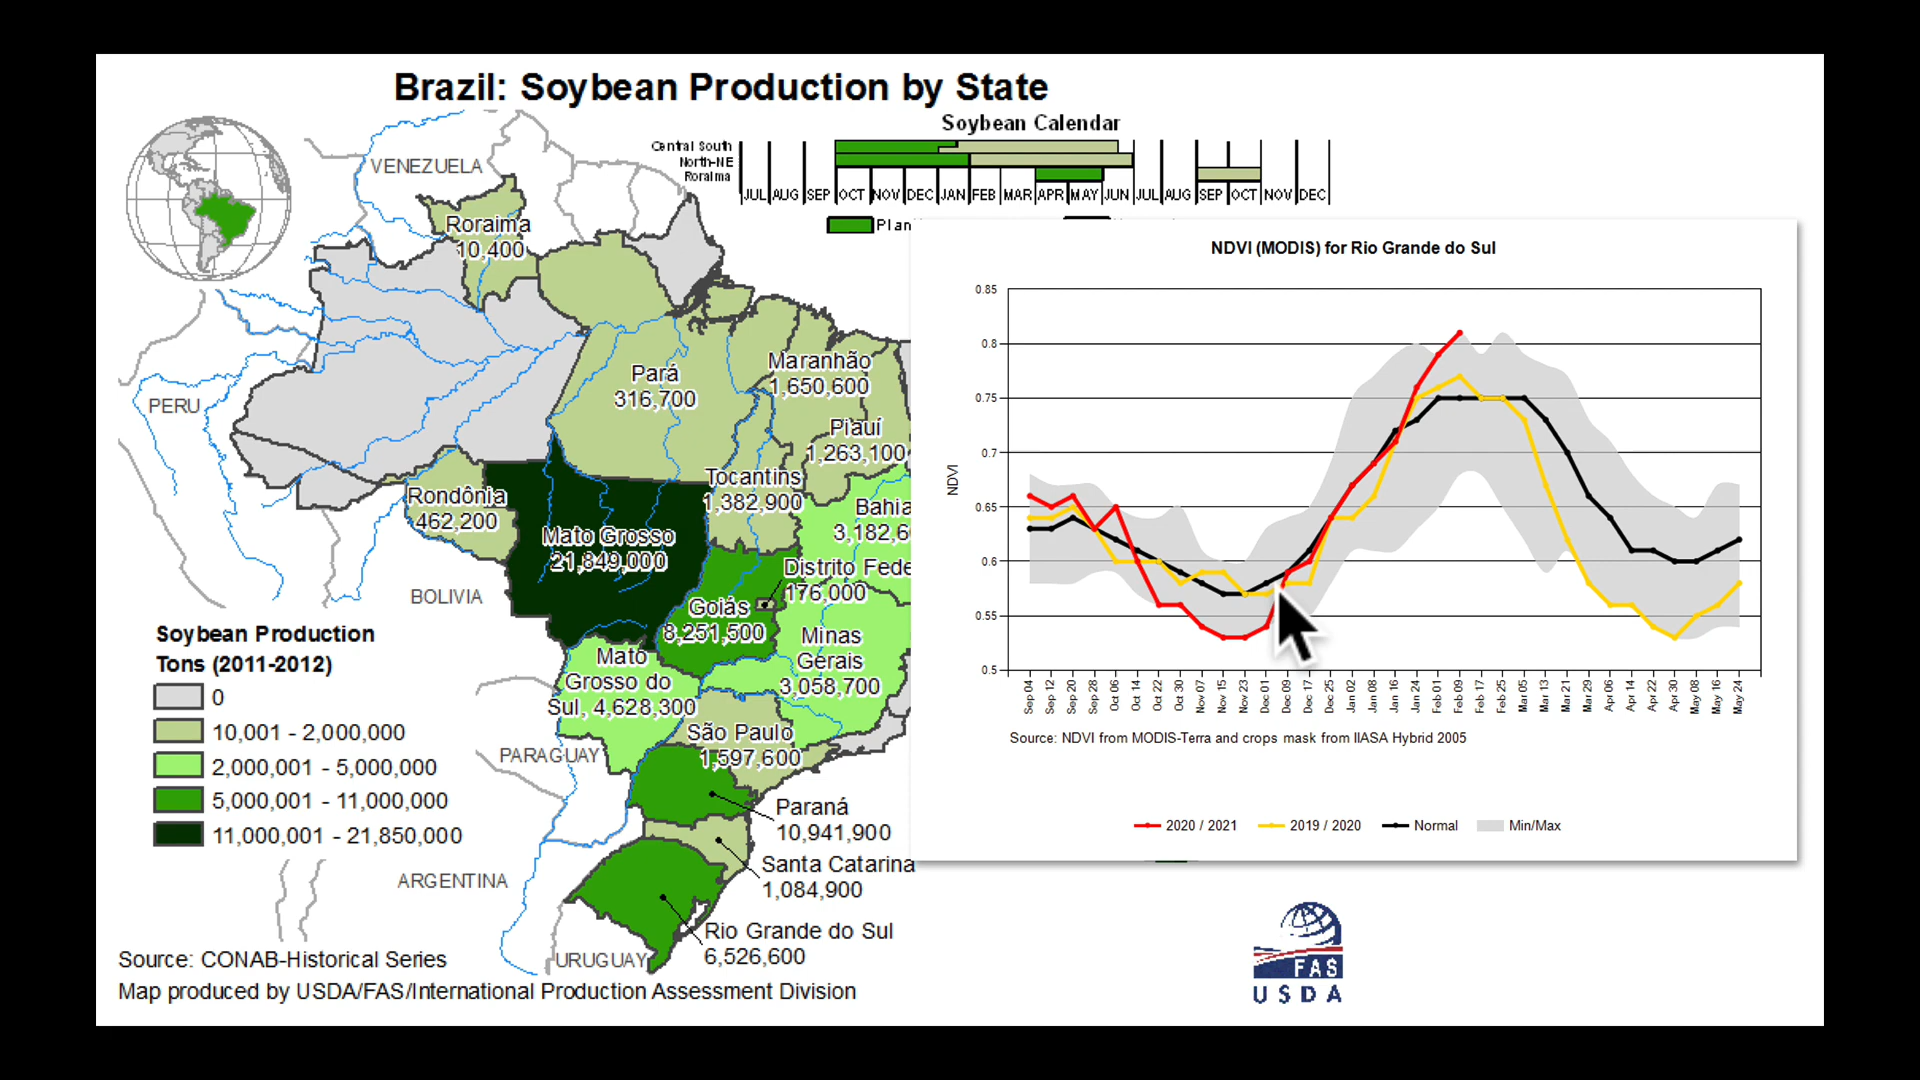 Brazil: Soybean Production by State
Soybean Calendar
Central South
North-NE
Roraima
JUL AUG SEP OCT NOV DEC JAN FEB MAR APR MAY JUN JUL AUG SEP OCT NOV DEC
Plan
VENEZUELA
Roraima
10,400
PERU
Pará
316,700
Maranhão
1,650,600
Piauí
1,263,100
Tocantins
1,382,900
Bahia
3,182,6
Rondônia
462,200
Mato Grosso
21,849,000
Distrito Fede
176,000
BOLIVIA
Goiás
8,251,500
Minas
Gerais
3,058,700
Mato
Grosso do
Sul, 4,628,300
São Paulo
1,597,600
PARAGUAY
Paraná
10,941,900
Santa Catarina
1,084,900
ARGENTINA
Rio Grande do Sul
6,526,600
URUGUAY
Soybean Production
Tons (2011-2012)
0
10,001 - 2,000,000
2,000,001 - 5,000,000
5,000,001 - 11,000,000
11,000,001 - 21,850,000
Source: CONAB-Historical Series
Map produced by USDA/FAS/International Production Assessment Division
NDVI (MODIS) for Rio Grande do Sul
NDVI
0.85
0.8
0.75
0.7
0.65
0.6
0.55
0.5
Sep 04 Sep 12 Sep 20 Sep 28 Oct 06 Oct 14 Oct 22 Oct 30 Nov 07 Nov 15 Nov 23 Dec 01 Dec 09 Dec 17 Dec 25 Jan 02 Jan 08 Jan 16 Jan 24 Feb 01 Feb 09 Feb 17 Feb 25 Mar 05 Mar 13 Mar 21 Mar 29 Apr 06 Apr 14 Apr 22 Apr 30 May 08 May 16 May 24
Source: NDVI from MODIS-Terra and crops mask from IIASA Hybrid 2005
2020 / 2021 2019 / 2020 Normal Min/Max
FAS
USDA